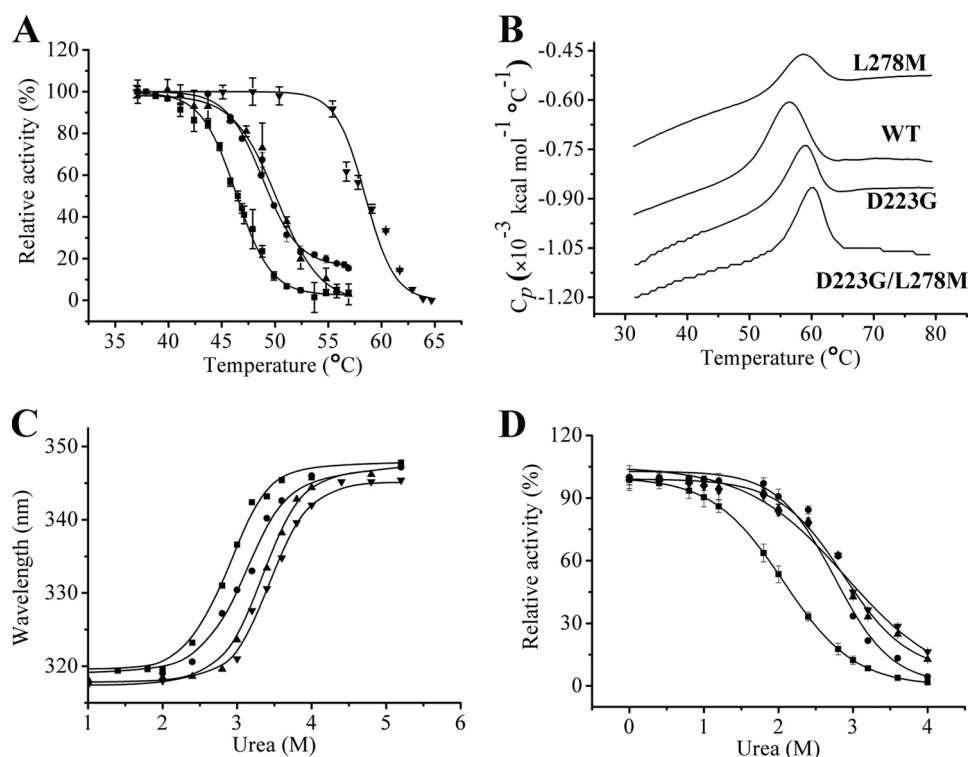 A
120
100
80
60
40
20
0
Relative activity (%)
35 40 45 50 55 60 65
Temperature (°C)
B
-0.45
-0.60
-0.75
-0.90
-1.05
-1.20
Cp (×10-3 kcal mol-1 °C-1)
L278M
WT
D223G
D223G/L278M
30 40 50 60 70 80
Temperature (°C)
C
350
340
330
320
Wavelength (nm)
1 2 3 4 5 6
Urea (M)
D
120
90
60
30
0
Relative activity (%)
0 1 2 3 4
Urea (M)